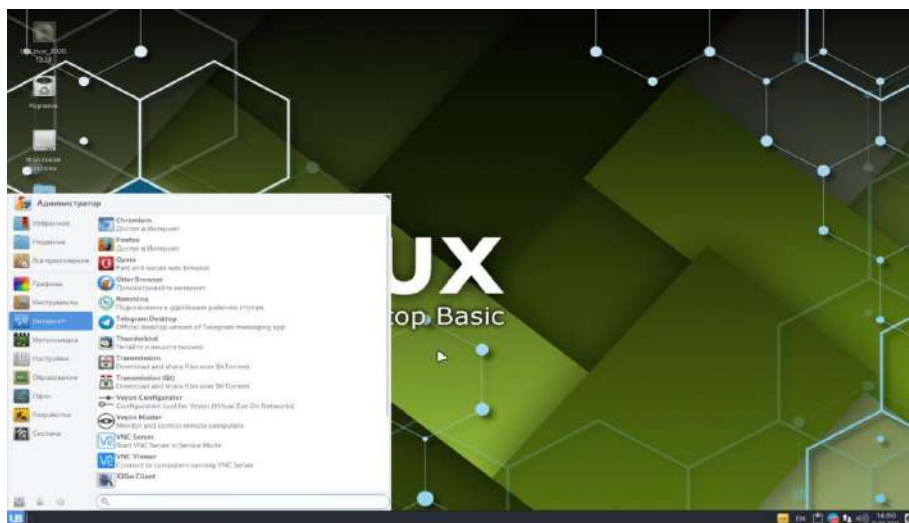 Корзина
Администратор
Избранное
Недавние
Все приложения
Графика
Инструменты
Интернет
Мультимедиа
Настройки
Образование
Офис
Разработка
Система
Chromium
Доступ в Интернет
Firefox
Доступ в Интернет
Opera
Fast and secure web browser
Otter Browser
Просматривайте интернет
Remmina
Подключение к удалённым рабочим столам
Telegram Desktop
Official desktop version of Telegram messaging app
Thunderbird
Читайте и пишите письма
Transmission
Download and share files over BitTorrent
Transmission (Qt)
Download and share files over BitTorrent
Veyon Configurator
Configuration tool for Veyon (Virtual Eye On Networks)
Veyon Master
Monitor and control remote computers
VNC Server
Start VNC Server in Service Mode
VNC Viewer
Connect to computers running VNC Server
X2Go Client
UX
top Basic
UB
EN
14:50